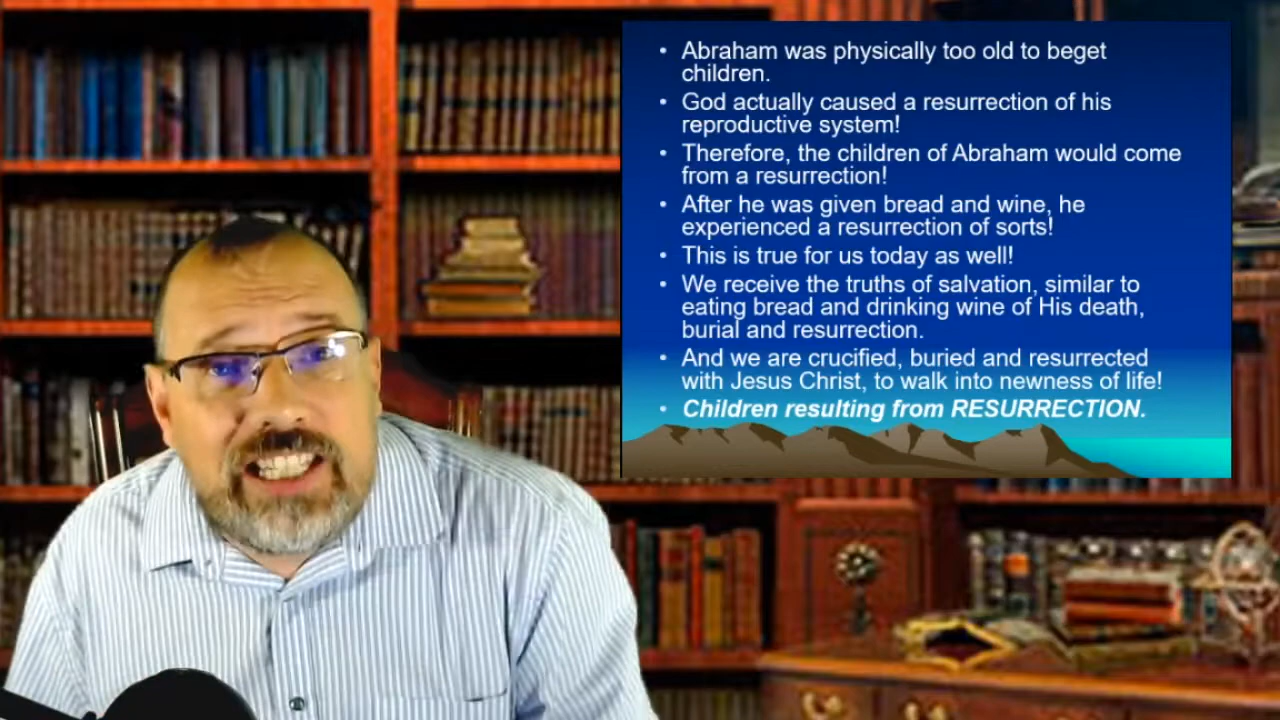 • Abraham was physically too old to beget
children.
• God actually caused a resurrection of his
reproductive system!
• Therefore, the children of Abraham would come
from a resurrection!
• After he was given bread and wine, he
experienced a resurrection of sorts!
• This is true for us today as well!
• We receive the truths of salvation, similar to
eating bread and drinking wine of His death,
burial and resurrection.
• And we are crucified, buried and resurrected
with Jesus Christ, to walk into newness of life!
• Children resulting from RESURRECTION.